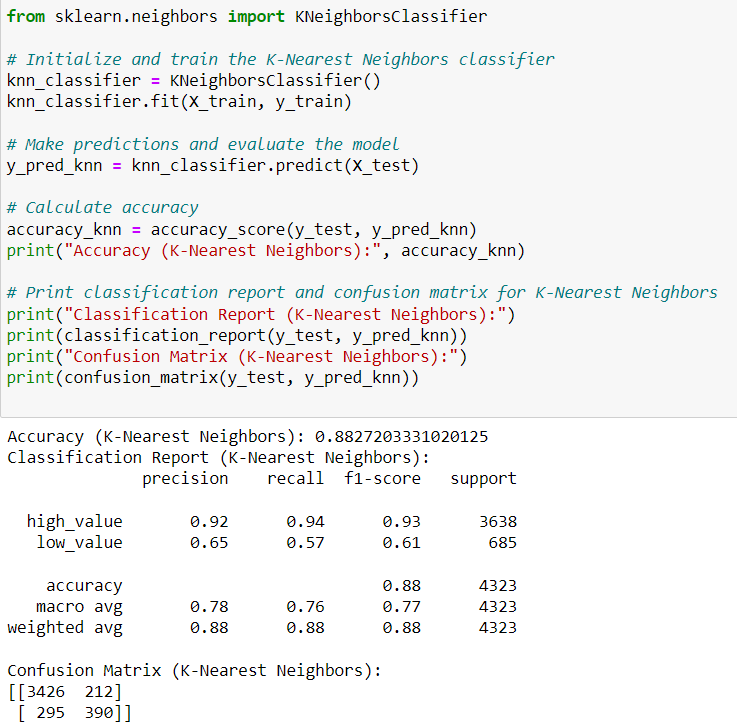 from sklearn.neighbors import KNeighborsClassifier
# Initialize and train the K-Nearest Neighbors classifier
knn_classifier = KNeighborsClassifier()
knn_classifier.fit(X_train, y_train)
# Make predictions and evaluate the model
y_pred_knn = knn_classifier.predict(X_test)
# Calculate accuracy
accuracy_knn = accuracy_score(y_test, y_pred_knn)
print("Accuracy (K-Nearest Neighbors):", accuracy_knn)
# Print classification report and confusion matrix for K-Nearest Neighbors
print("Classification Report (K-Nearest Neighbors):")
print(classification_report(y_test, y_pred_knn))
print("Confusion Matrix (K-Nearest Neighbors):")
print(confusion_matrix(y_test, y_pred_knn))
Accuracy (K-Nearest Neighbors): 0.8827203331020125
Classification Report (K-Nearest Neighbors):
              precision    recall  f1-score   support
  high_value       0.92      0.94      0.93      3638
   low_value       0.65      0.57      0.61       685
    accuracy                           0.88      4323
   macro avg       0.78      0.76      0.77      4323
weighted avg       0.88      0.88      0.88      4323
Confusion Matrix (K-Nearest Neighbors):
[[3426  212]
 [ 295  390]]